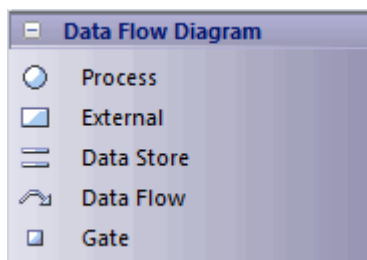 Data Flow Diagram
Process
External
Data Store
Data Flow
Gate